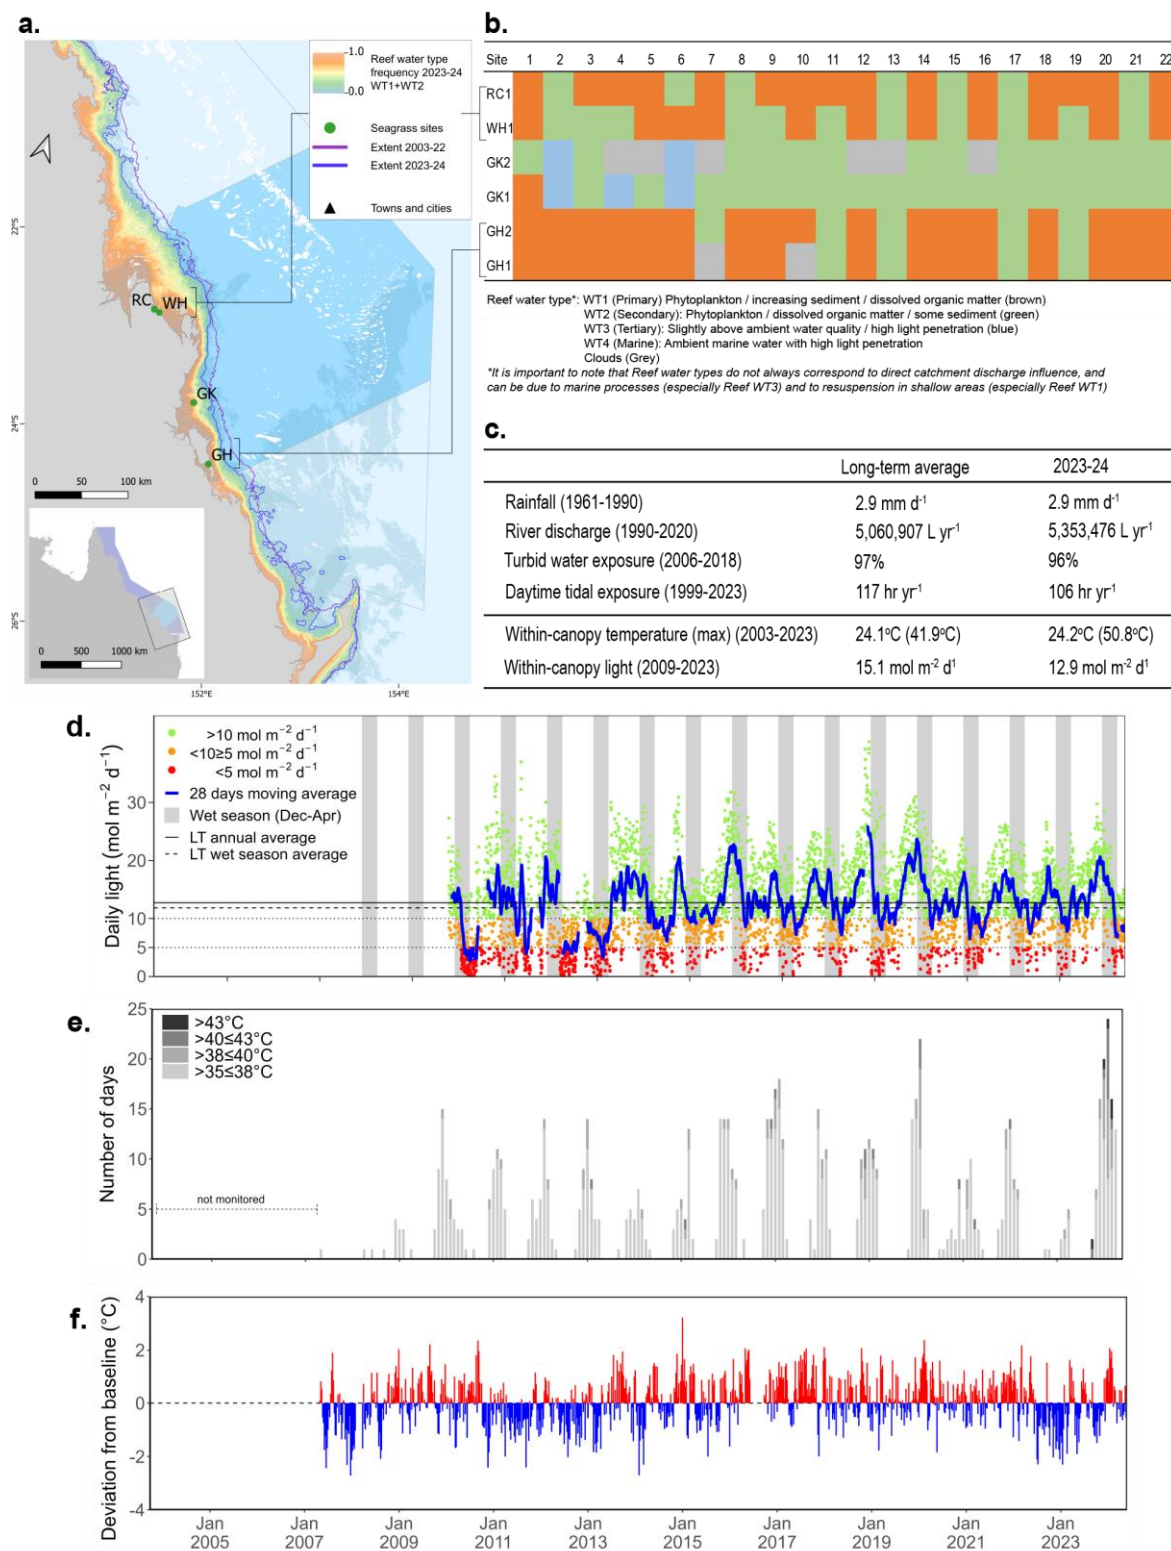 a.
1.0
0.0
Reef water type
frequency 2023-24
WT1+WT2
Seagrass sites
Extent 2003-22
Extent 2023-24
Towns and cities
22°S
24°S
26°S
RC
WH
GK
GH
0 50 100 km
0 500 1000 km
152°E 154°E
b.
Site 1 2 3 4 5 6 7 8 9 10 11 12 13 14 15 16 17 18 19 20 21 22
RC1
WH1
GK2
GK1
GH2
GH1
Reef water type*: WT1 (Primary) Phytoplankton / increasing sediment / dissolved organic matter (brown)
WT2 (Secondary): Phytoplankton / dissolved organic matter / some sediment (green)
WT3 (Tertiary): Slightly above ambient water quality / high light penetration (blue)
WT4 (Marine): Ambient marine water with high light penetration
Clouds (Grey)
*It is important to note that Reef water types do not always correspond to direct catchment discharge influence, and
can be due to marine processes (especially Reef WT3) and to resuspension in shallow areas (especially Reef WT1)
c.
Long-term average 2023-24
Rainfall (1961-1990) 2.9 mm d⁻¹ 2.9 mm d⁻¹
River discharge (1990-2020) 5,060,907 L yr⁻¹ 5,353,476 L yr⁻¹
Turbid water exposure (2006-2018) 97% 96%
Daytime tidal exposure (1999-2023) 117 hr yr⁻¹ 106 hr yr⁻¹
Within-canopy temperature (max) (2003-2023) 24.1ºC (41.9ºC) 24.2ºC (50.8ºC)
Within-canopy light (2009-2023) 15.1 mol m⁻² d¹ 12.9 mol m⁻² d¹
d.
Daily light (mol m⁻² d⁻¹)
30
20
10
5
0
>10 mol m⁻² d⁻¹
<10≥5 mol m⁻² d⁻¹
<5 mol m⁻² d⁻¹
28 days moving average
Wet season (Dec-Apr)
LT annual average
LT wet season average
e.
Number of days
25
20
15
10
5
0
>43°C
>40≤43°C
>38≤40°C
>35≤38°C
not monitored
f.
Deviation from baseline (°C)
4
2
0
-2
-4
Jan Jan Jan Jan Jan Jan Jan Jan Jan Jan
2005 2007 2009 2011 2013 2015 2017 2019 2021 2023